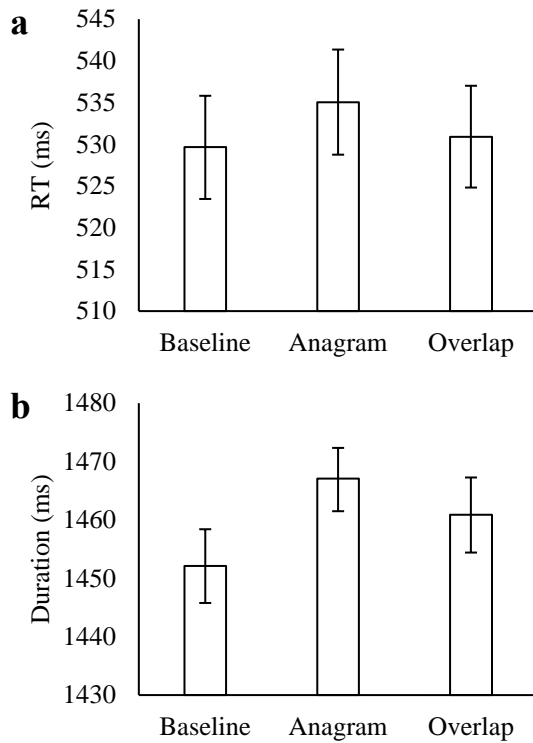 a
RT (ms)
545
540
535
530
525
520
515
510
Baseline Anagram Overlap
b
Duration (ms)
1480
1470
1460
1450
1440
1430
Baseline Anagram Overlap